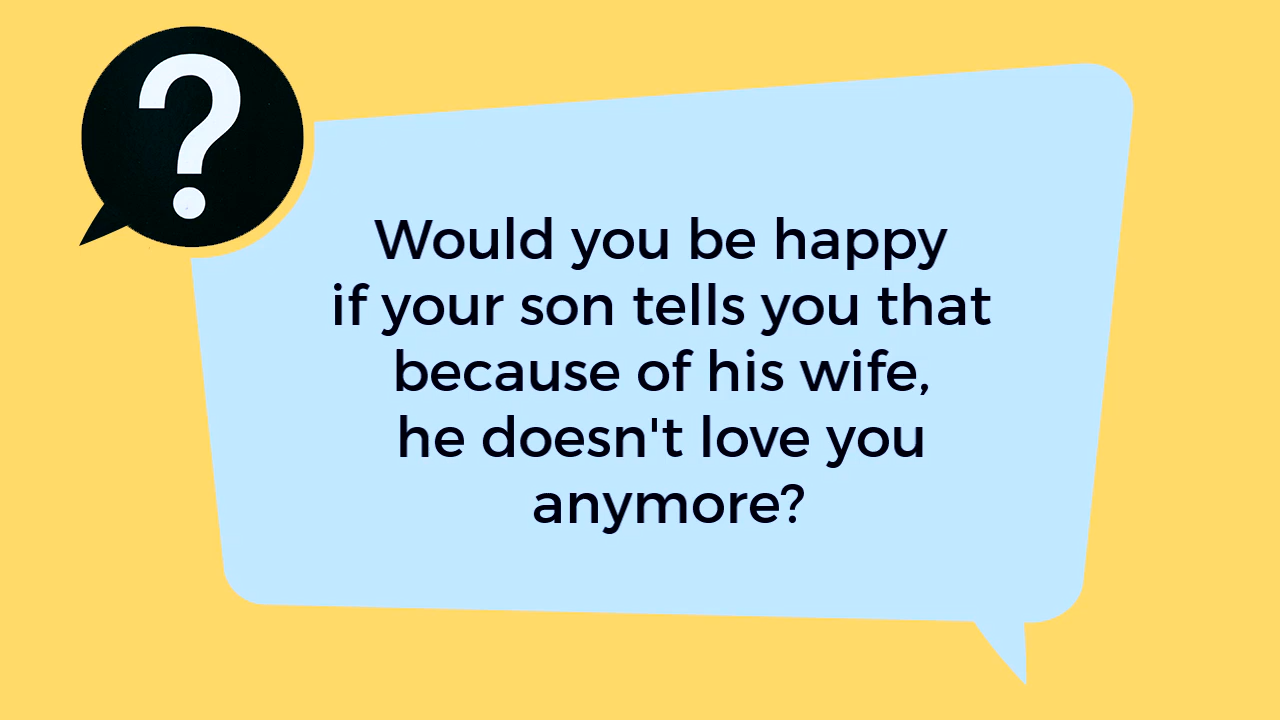 ?
Would you be happy
if your son tells you that
because of his wife,
he doesn't love you
anymore?